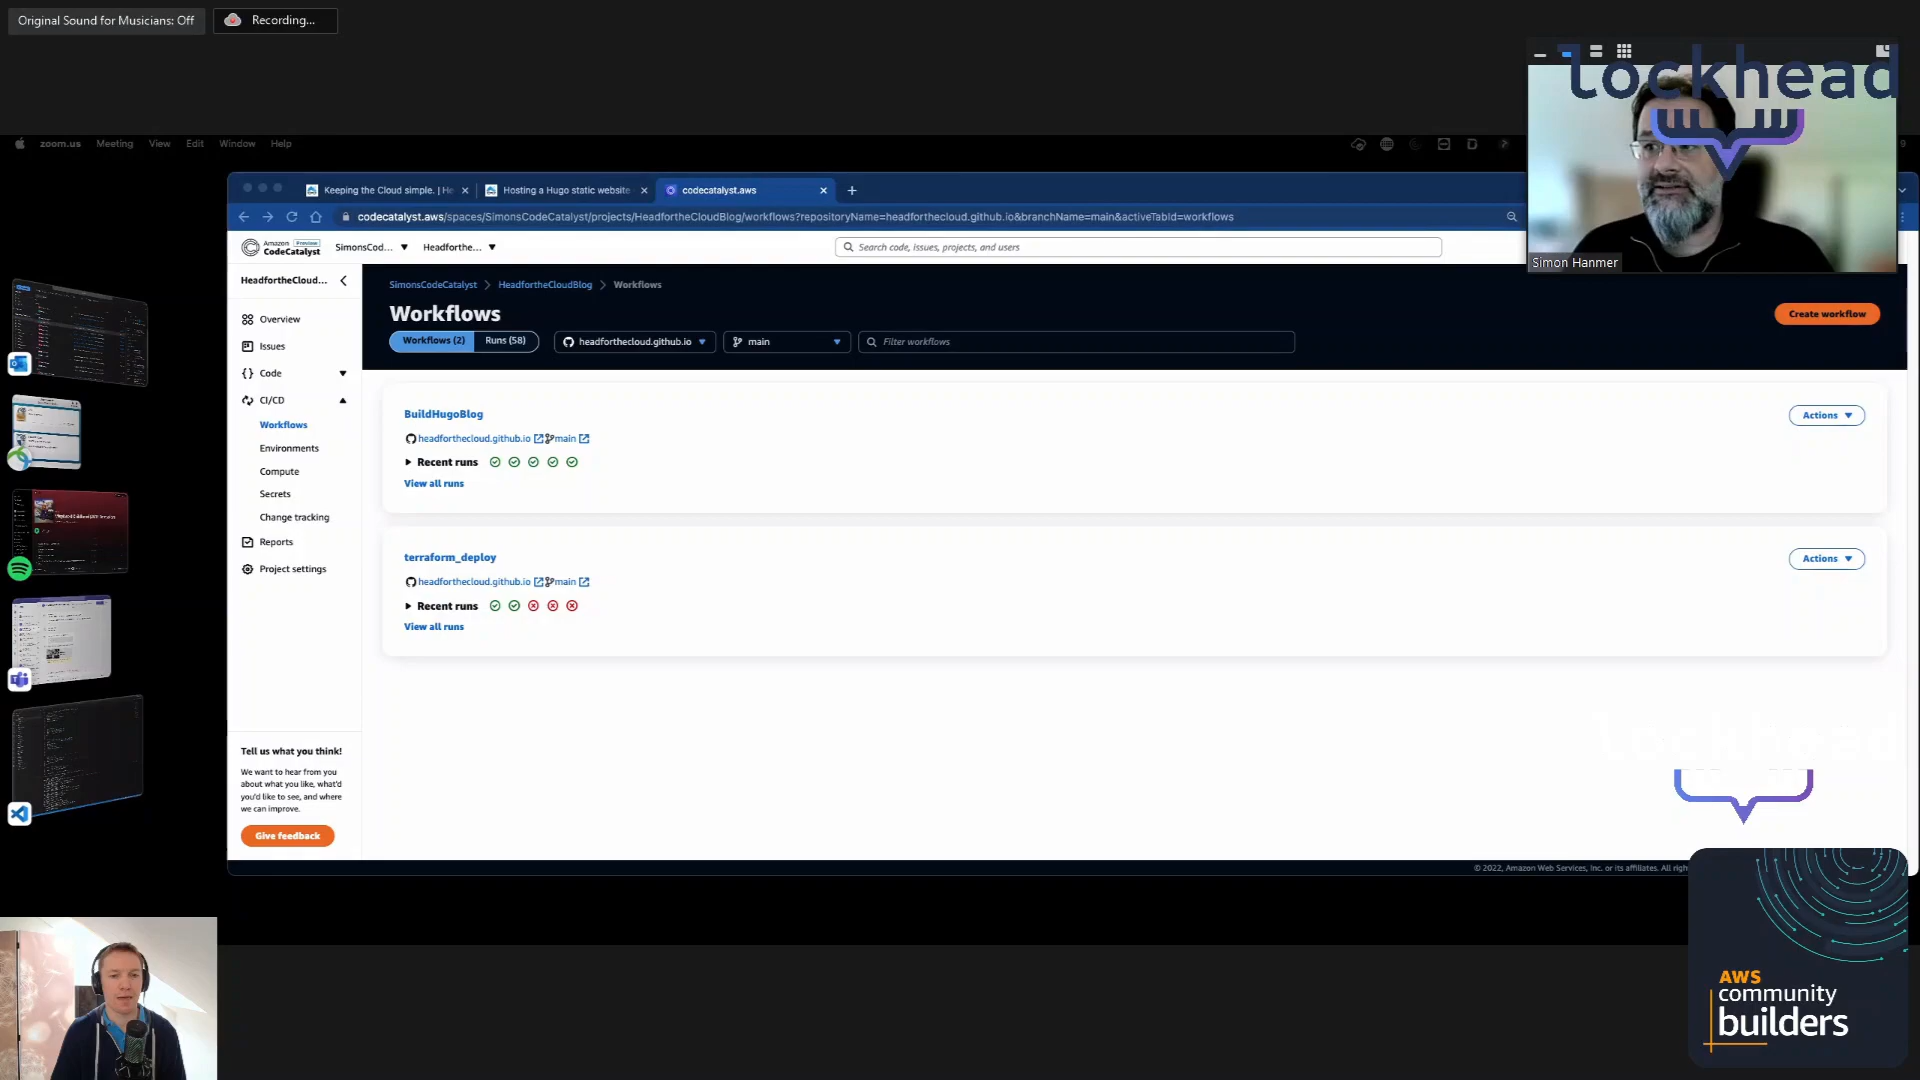 Original Sound for Musicians: Off
Recording...
lockhead
Simon Hanmer
zoom.us Meeting View Edit Window Help
Keeping the Cloud simple. | He
Hosting a Hugo static website
codecatalyst.aws
codecatalyst.aws/spaces/SimonsCodeCatalyst/projects/HeadfortheCloudBlog/workflows?repositoryName=headforthecloud.github.io&branchName=main&activeTabId=workflows
Amazon Preview
CodeCatalyst
SimonsCod...
Headforthe...
Search code, issues, projects, and users
HeadfortheCloud...
Overview
Issues
Code
CI/CD
Workflows
Environments
Compute
Secrets
Change tracking
Reports
Project settings
Tell us what you think!
We want to hear from you
about what you like, what'd
you'd like to see, and where
we can improve.
Give feedback
SimonsCodeCatalyst > HeadfortheCloudBlog > Workflows
Workflows
Create workflow
Workflows (2)
Runs (58)
headforthecloud.github.io
main
Filter workflows
BuildHugoBlog
Actions
headforthecloud.github.io main
Recent runs
View all runs
terraform_deploy
Actions
headforthecloud.github.io main
Recent runs
View all runs
© 2022, Amazon Web Services, Inc. or its affiliates. All righ
AWS
community
builders